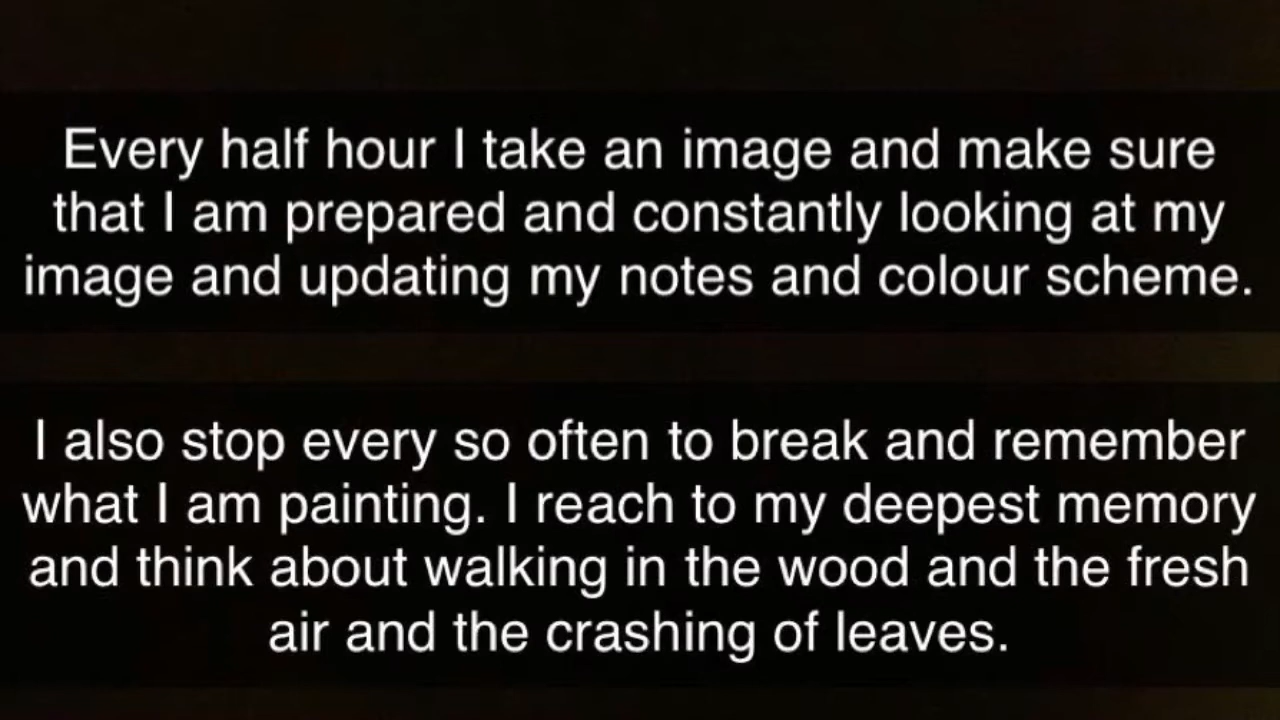 Every half hour I take an image and make sure
that I am prepared and constantly looking at my
image and updating my notes and colour scheme.
I also stop every so often to break and remember
what I am painting. I reach to my deepest memory
and think about walking in the wood and the fresh
air and the crashing of leaves.